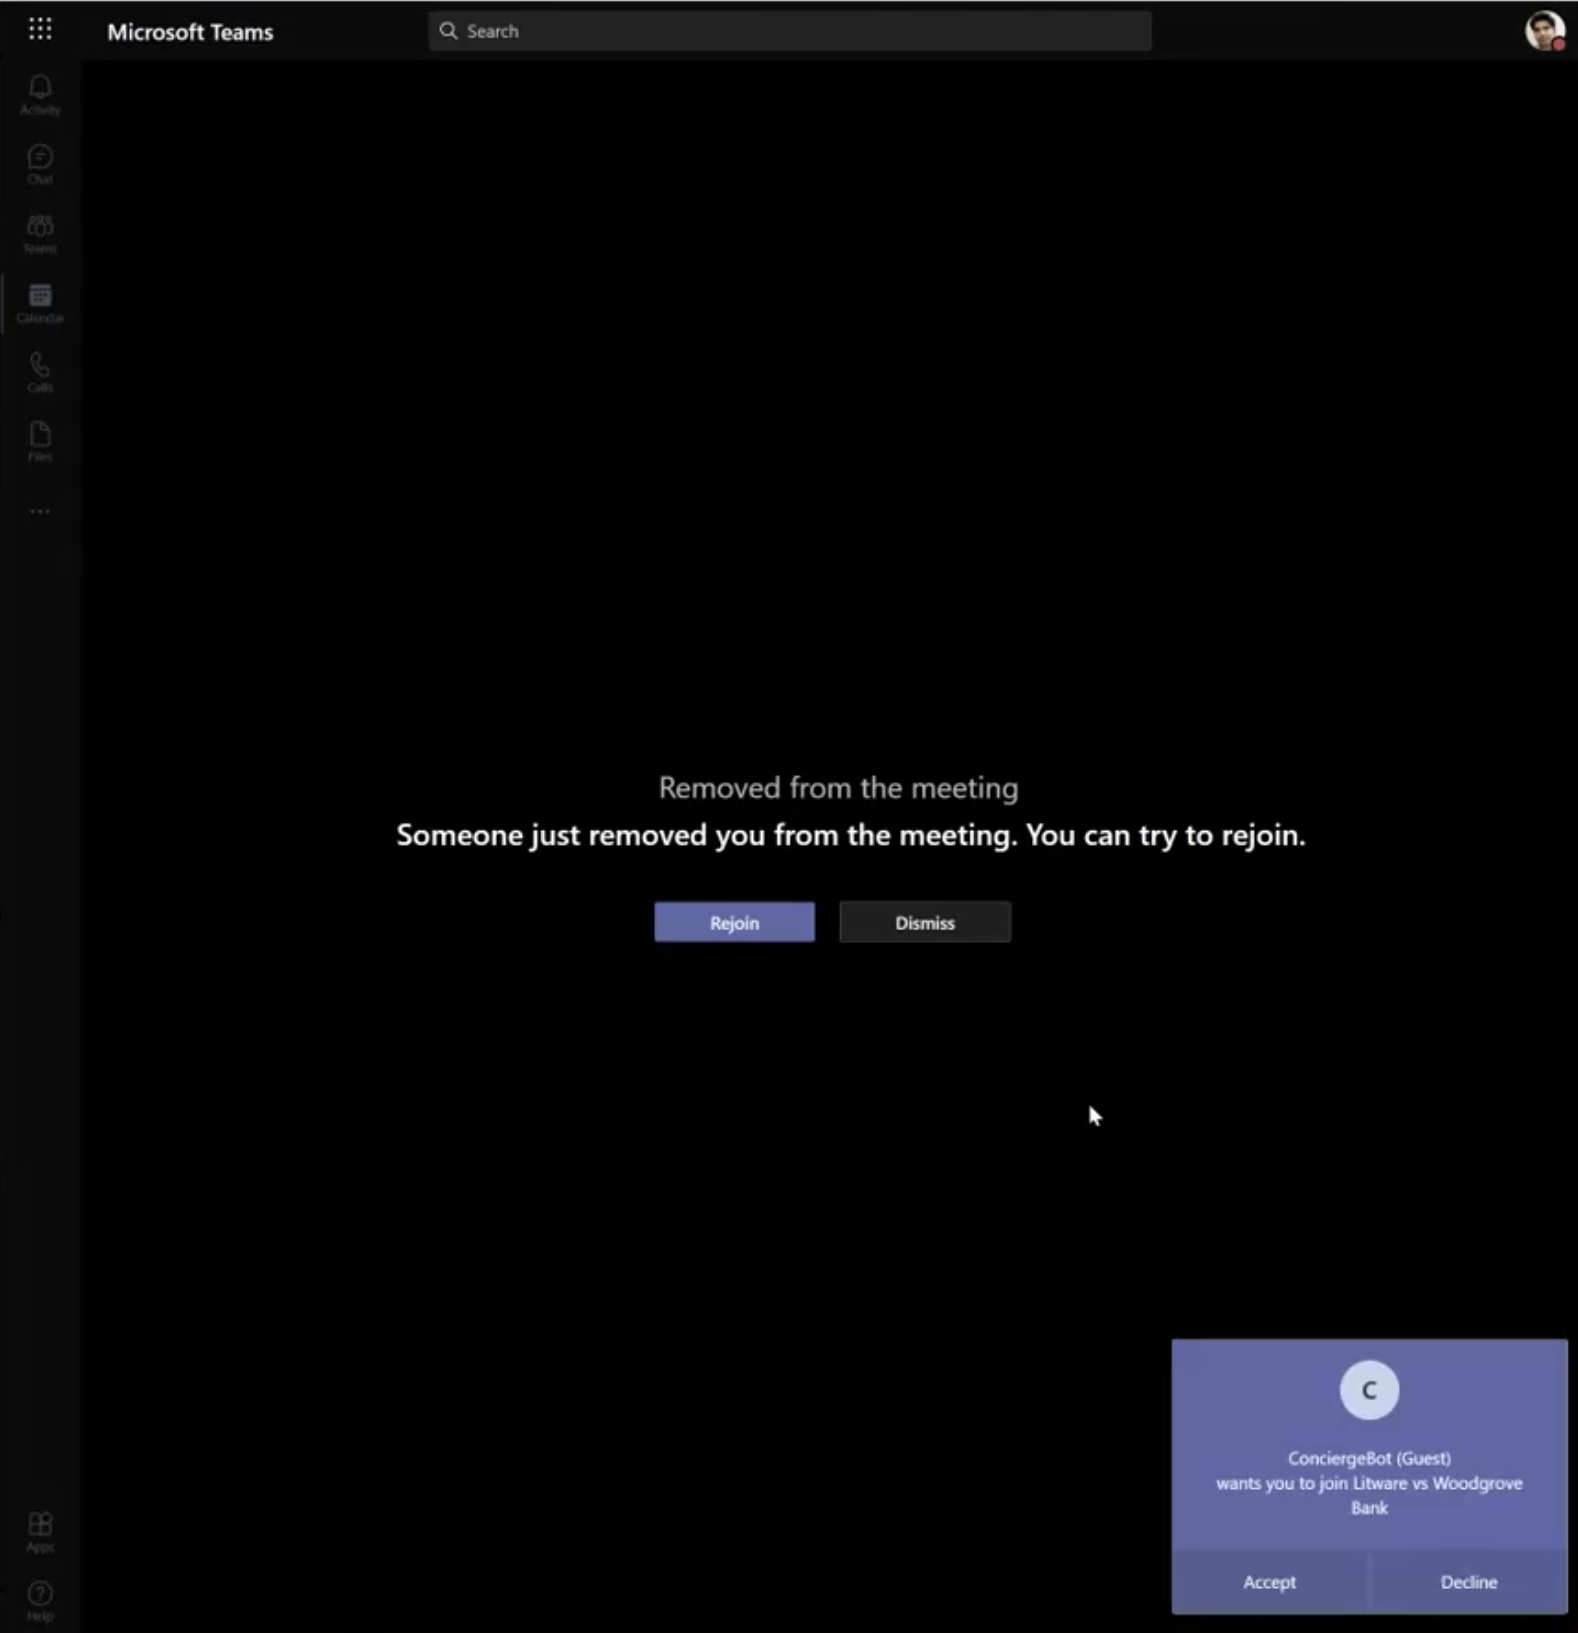 Microsoft Teams
Search
Activity
Chat
Teams
Calendar
Calls
Files
...
Removed from the meeting
Someone just removed you from the meeting. You can try to rejoin.
Rejoin
Dismiss
C
ConciergeBot (Guest)
wants you to join Litware vs Woodgrove
Bank
Accept
Decline
Apps
Help